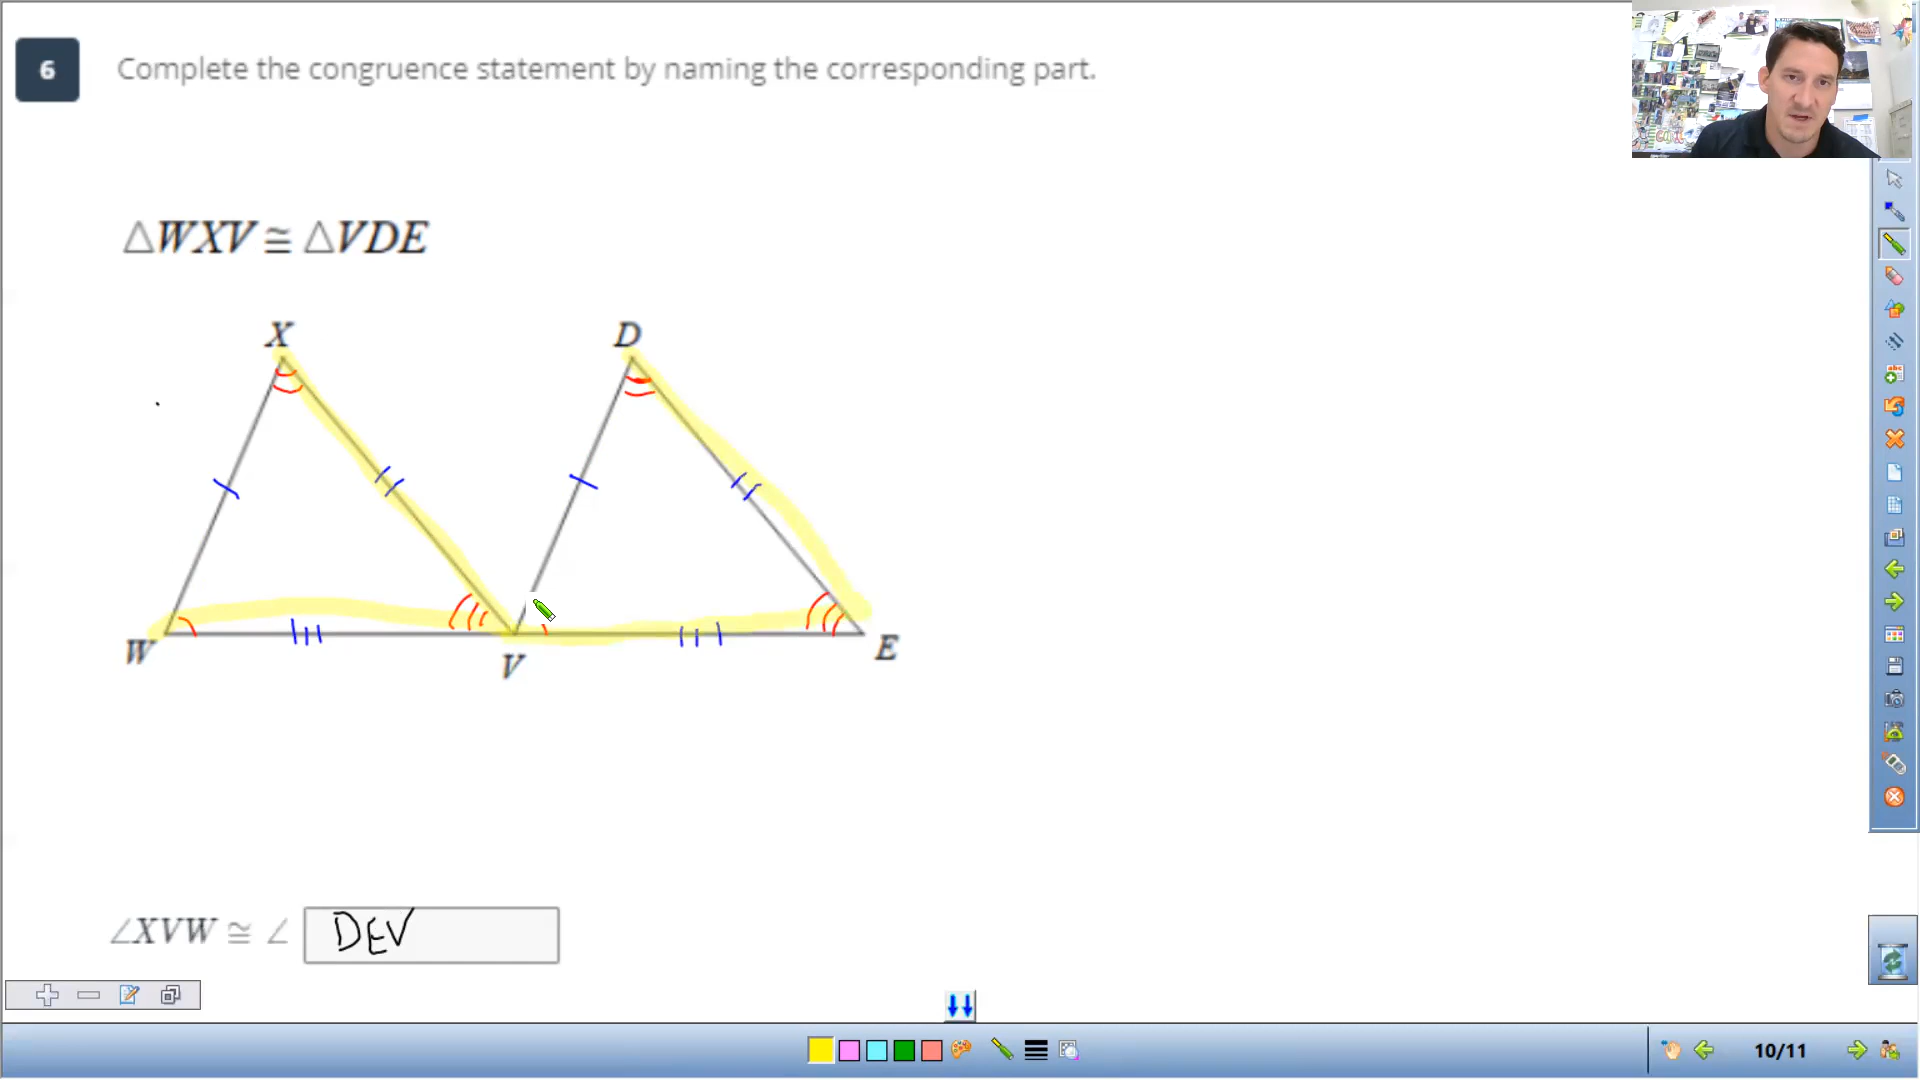 6 Complete the congruence statement by naming the corresponding part.
△WXV ≅ △VDE
X D
W V E
∠XVW ≅ ∠ DEV
10/11